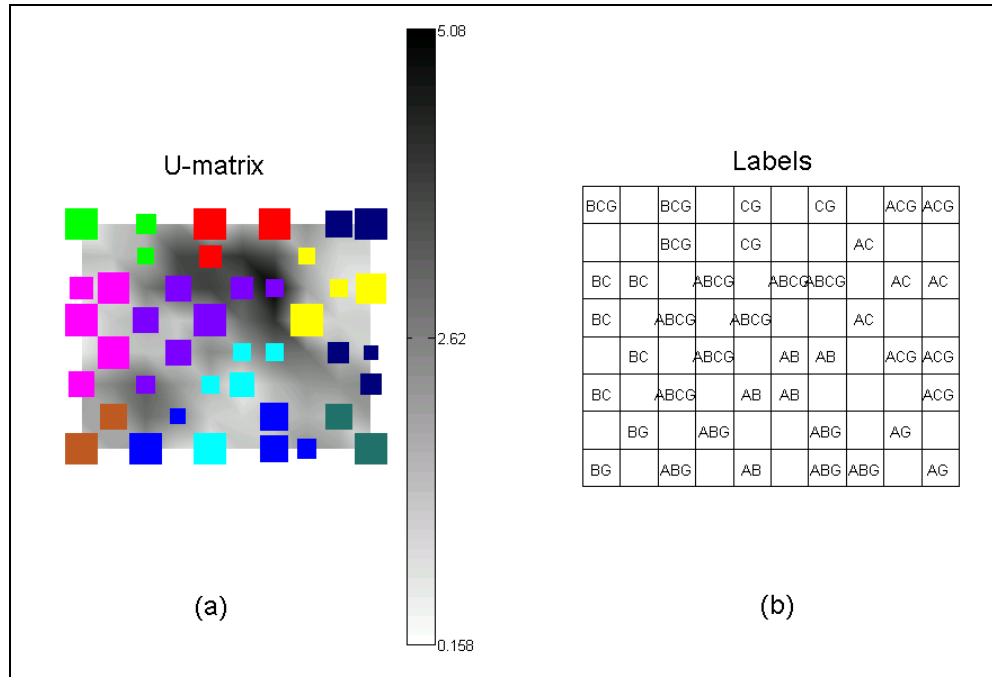 U-matrix
5.08
2.62
0.158
(a)
Labels
BCG BCG CG CG ACG ACG
BCG CG AC
BC BC ABCG ABCG ABCG AC AC
BC ABCG ABCG AC
BC ABCG AB AB ACG ACG
BC ABCG AB AB ACG
BG ABG ABG AG
BG ABG AB ABG ABG AG
(b)